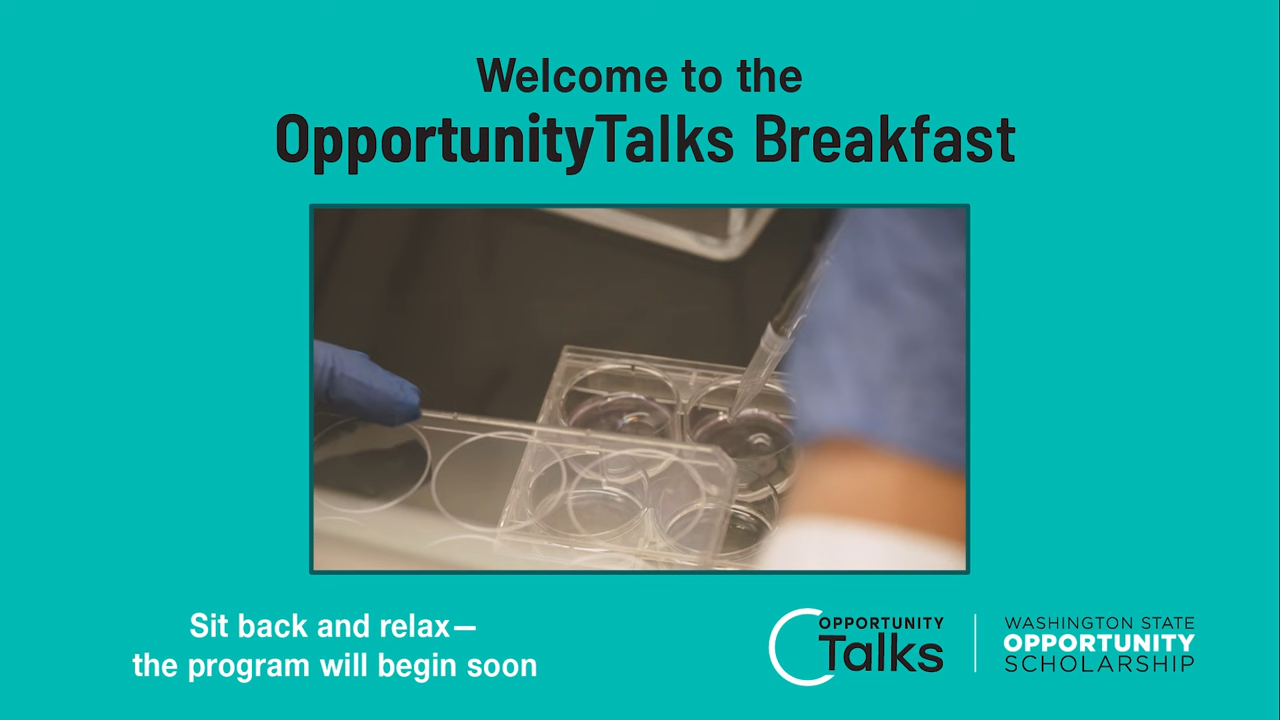 Welcome to the
OpportunityTalks Breakfast
Sit back and relax—
the program will begin soon
OPPORTUNITY
Talks
WASHINGTON STATE
OPPORTUNITY
SCHOLARSHIP